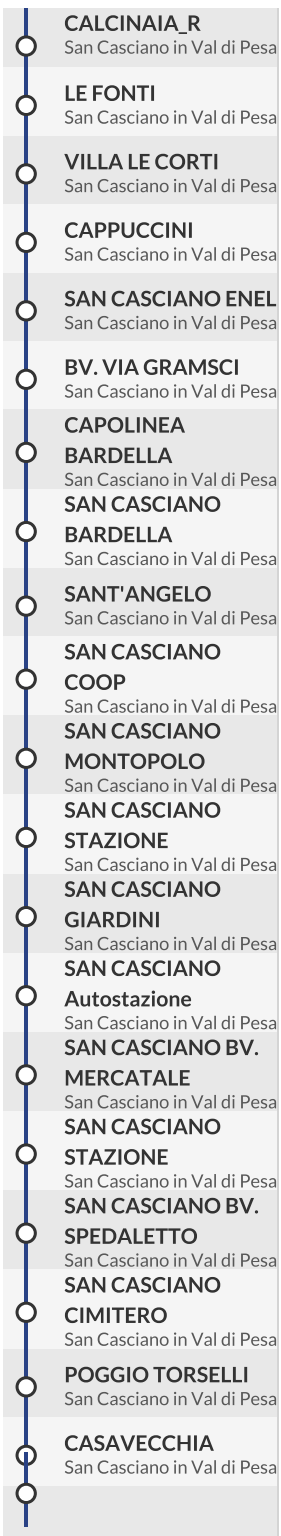 CALCINAIA_R
San Casciano in Val di Pesa
LE FONTI
San Casciano in Val di Pesa
VILLA LE CORTI
San Casciano in Val di Pesa
CAPPUCCINI
San Casciano in Val di Pesa
SAN CASCIANO ENEL
San Casciano in Val di Pesa
BV. VIA GRAMSCI
San Casciano in Val di Pesa
CAPOLINEA
BARDELLA
San Casciano in Val di Pesa
SAN CASCIANO
BARDELLA
San Casciano in Val di Pesa
SANT'ANGELO
San Casciano in Val di Pesa
SAN CASCIANO
COOP
San Casciano in Val di Pesa
SAN CASCIANO
MONTOPOLO
San Casciano in Val di Pesa
SAN CASCIANO
STAZIONE
San Casciano in Val di Pesa
SAN CASCIANO
GIARDINI
San Casciano in Val di Pesa
SAN CASCIANO
Autostazione
San Casciano in Val di Pesa
SAN CASCIANO BV.
MERCATALE
San Casciano in Val di Pesa
SAN CASCIANO
STAZIONE
San Casciano in Val di Pesa
SAN CASCIANO BV.
SPEDALETTO
San Casciano in Val di Pesa
SAN CASCIANO
CIMITERO
San Casciano in Val di Pesa
POGGIO TORSELLI
San Casciano in Val di Pesa
CASAVECCHIA
San Casciano in Val di Pesa